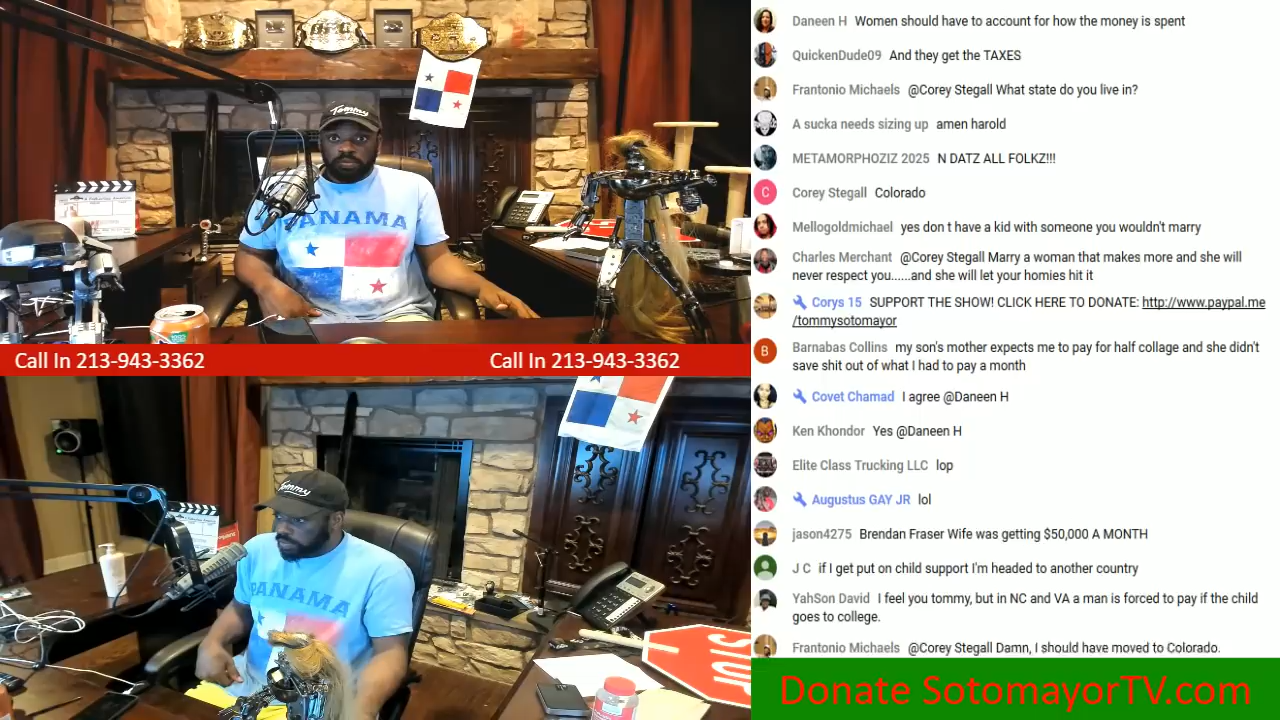 Tommy
PANAMA
Call In 213-943-3362
Call In 213-943-3362
Tommy
PANAMA
STOP
Daneen H Women should have to account for how the money is spent
QuickenDude09 And they get the TAXES
Frantonio Michaels @Corey Stegall What state do you live in?
A sucka needs sizing up amen harold
METAMORPHOZIZ 2025 N DATZ ALL FOLKZ!!!
C Corey Stegall Colorado
Mellogoldmichael yes don t have a kid with someone you wouldn't marry
Charles Merchant @Corey Stegall Marry a woman that makes more and she will
never respect you......and she will let your homies hit it
Corys 15 SUPPORT THE SHOW! CLICK HERE TO DONATE: http://www.paypal.me
/tommysotomayor
B Barnabas Collins my son's mother expects me to pay for half collage and she didn't
save shit out of what I had to pay a month
Covet Chamad I agree @Daneen H
Ken Khondor Yes @Daneen H
Elite Class Trucking LLC lop
Augustus GAY JR lol
jason4275 Brendan Fraser Wife was getting $50,000 A MONTH
J C if I get put on child support I'm headed to another country
YahSon David I feel you tommy, but in NC and VA a man is forced to pay if the child
goes to college.
Frantonio Michaels @Corey Stegall Damn, I should have moved to Colorado.
Donate SotomayorTV.com